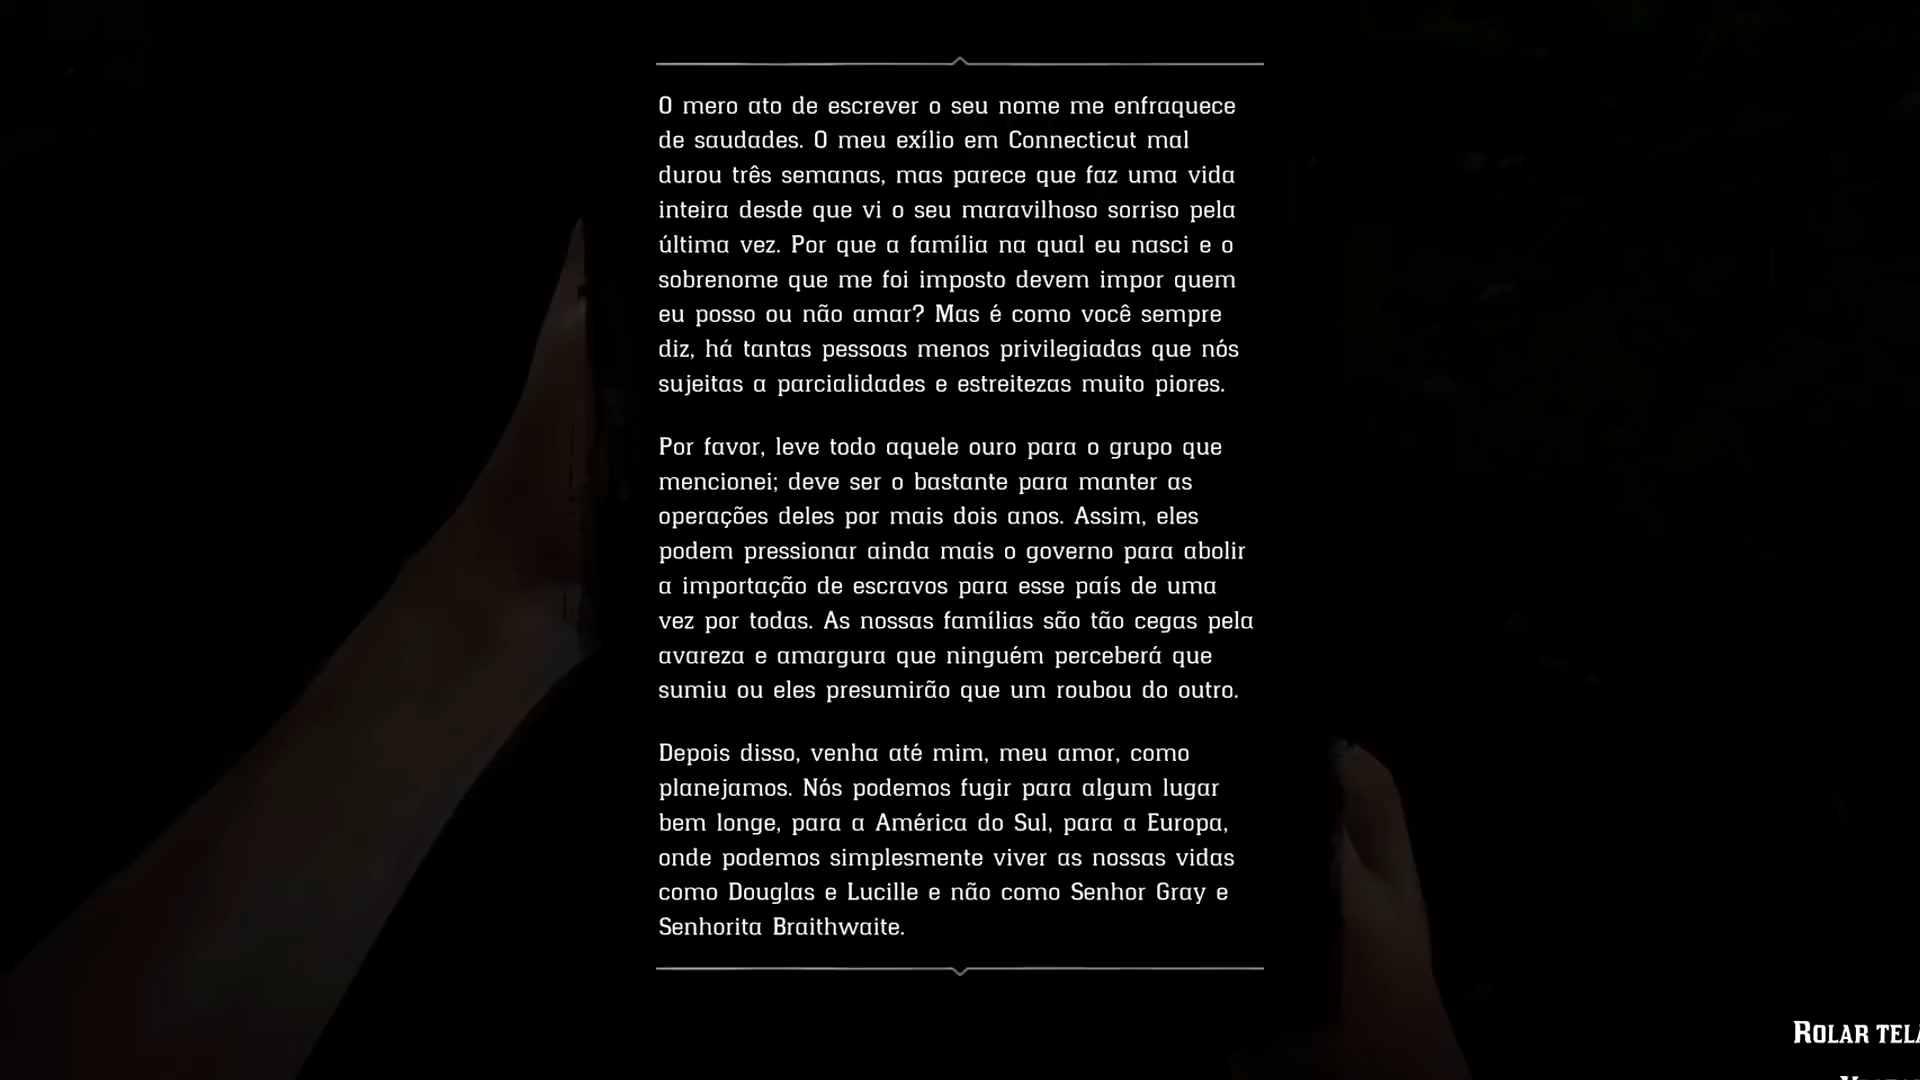 O mero ato de escrever o seu nome me enfraquece
de saudades. O meu exílio em Connecticut mal
durou três semanas, mas parece que faz uma vida
inteira desde que vi o seu maravilhoso sorriso pela
última vez. Por que a família na qual eu nasci e o
sobrenome que me foi imposto devem impor quem
eu posso ou não amar? Mas é como você sempre
diz, há tantas pessoas menos privilegiadas que nós
sujeitas a parcialidades e estreitezas muito piores.
Por favor, leve todo aquele ouro para o grupo que
mencionei; deve ser o bastante para manter as
operações deles por mais dois anos. Assim, eles
podem pressionar ainda mais o governo para abolir
a importação de escravos para esse país de uma
vez por todas. As nossas famílias são tão cegas pela
avareza e amargura que ninguém perceberá que
sumiu ou eles presumirão que um roubou do outro.
Depois disso, venha até mim, meu amor, como
planejamos. Nós podemos fugir para algum lugar
bem longe, para a América do Sul, para a Europa,
onde podemos simplesmente viver as nossas vidas
como Douglas e Lucille e não como Senhor Gray e
Senhorita Braithwaite.
ROLAR TELA